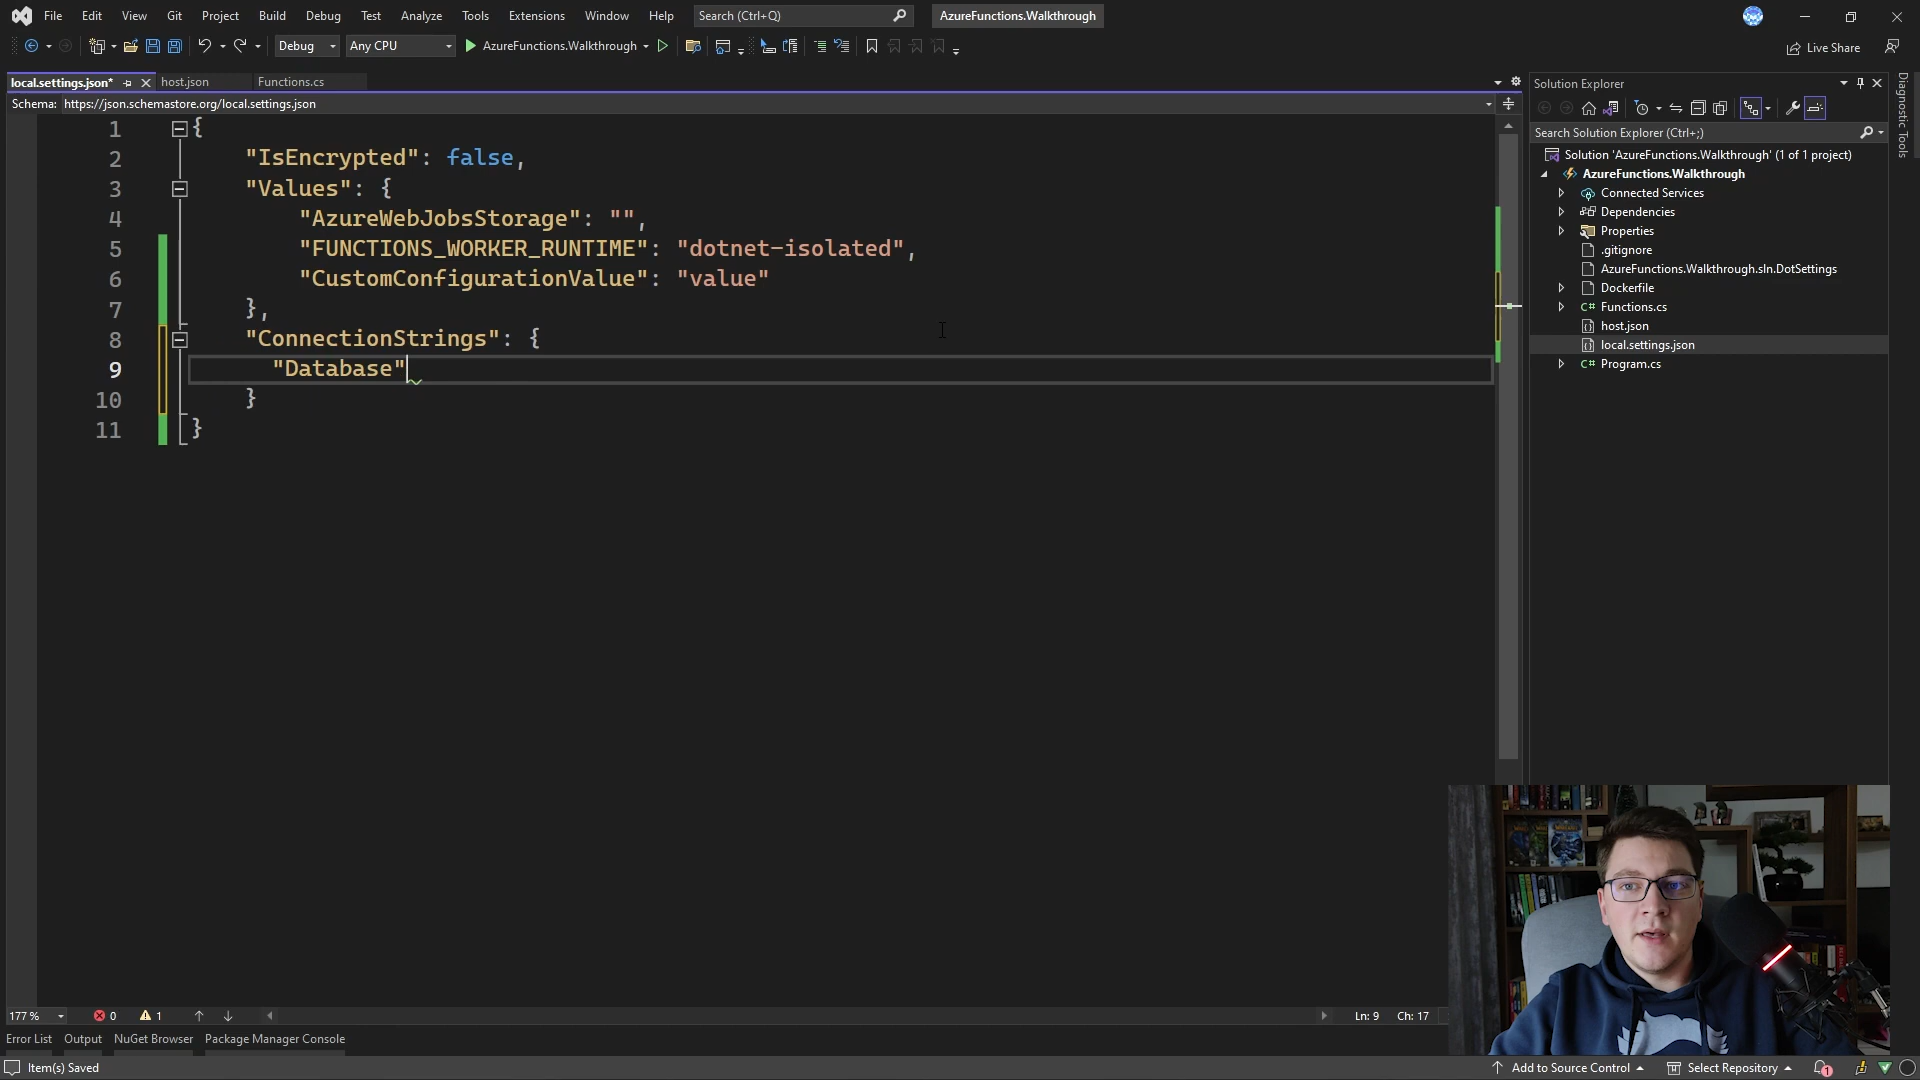 File Edit View Git Project Build Debug Test Analyze Tools Extensions Window Help Search (Ctrl+Q) AzureFunctions.Walkthrough
Debug Any CPU AzureFunctions.Walkthrough Live Share
local.settings.json* host.json Functions.cs
Schema: https://json.schemastore.org/local.settings.json
1 {
2 "IsEncrypted": false,
3 "Values": {
4 "AzureWebJobsStorage": "",
5 "FUNCTIONS_WORKER_RUNTIME": "dotnet-isolated",
6 "CustomConfigurationValue": "value"
7 },
8 "ConnectionStrings": {
9 "Database"
10 }
11 }
Solution Explorer
Search Solution Explorer (Ctrl+;)
Solution 'AzureFunctions.Walkthrough' (1 of 1 project)
AzureFunctions.Walkthrough
Connected Services
Dependencies
Properties
.gitignore
AzureFunctions.Walkthrough.sln.DotSettings
Dockerfile
C# Functions.cs
host.json
local.settings.json
C# Program.cs
Diagnostic Tools
177 % 0 1 Ln: 9 Ch: 17
Error List Output NuGet Browser Package Manager Console
Item(s) Saved Add to Source Control Select Repository 1